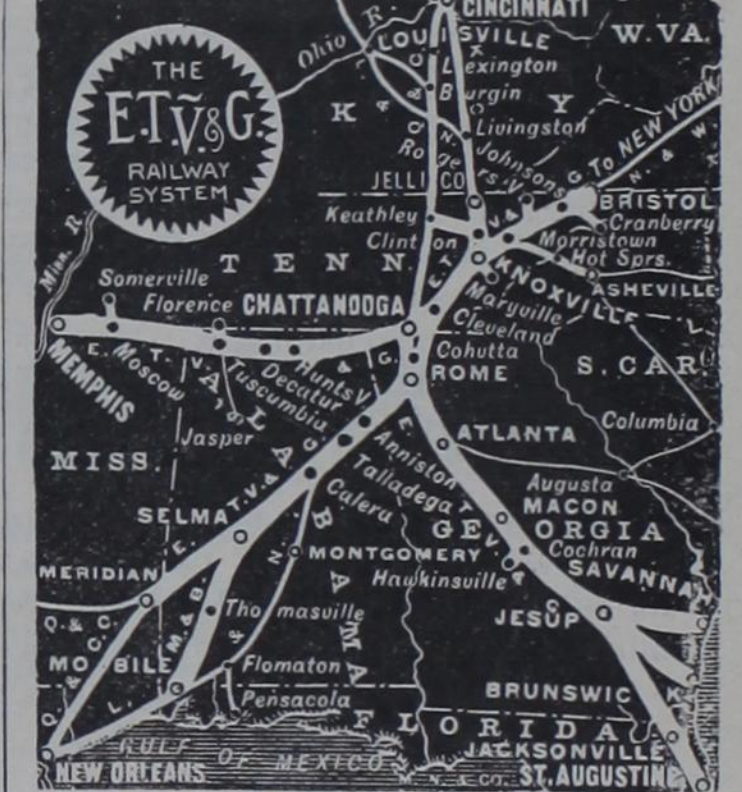 CINCINNATI
W.VA.
Ohio R.
LOUISVILLE
THE
E.T.V.&G.
RAILWAY
SYSTEM
Lexington
Burgin
K Y
Livingston
To NEW YORK
N. & W.
Rogersv
Johnsons
JELLICO
BRISTOL
Keathley
Cranberry
Clinton
Morristown
Hot Sprs.
TENN.
KNOXVILLE
ASHEVILLE
Miss. R.
Somerville
Maryville
Florence
CHATTANOOGA
Cleveland
MEMPHIS
E. T. V. & G.
Moscow
Cohutta
ROME
S. CAR
Huntsv
Decatur
Tuscumbia
Jasper
Columbia
MISS.
ALABAMA
Anniston
Talladega
ATLANTA
Calera
Augusta
MACON
SELMA
E. T. V. & G.
GEORGIA
Cochran
MONTGOMERY
SAVANNAH
Hawkinsville
MERIDIAN
Q. & C.
M. & B.
Thomasville
JESUP
MOBILE
Flomaton
Pensacola
BRUNSWICK
L. & N.
Q. & C.
FLORIDA
GULF OF MEXICO
JACKSONVILLE
NEW ORLEANS
ST. AUGUSTINE